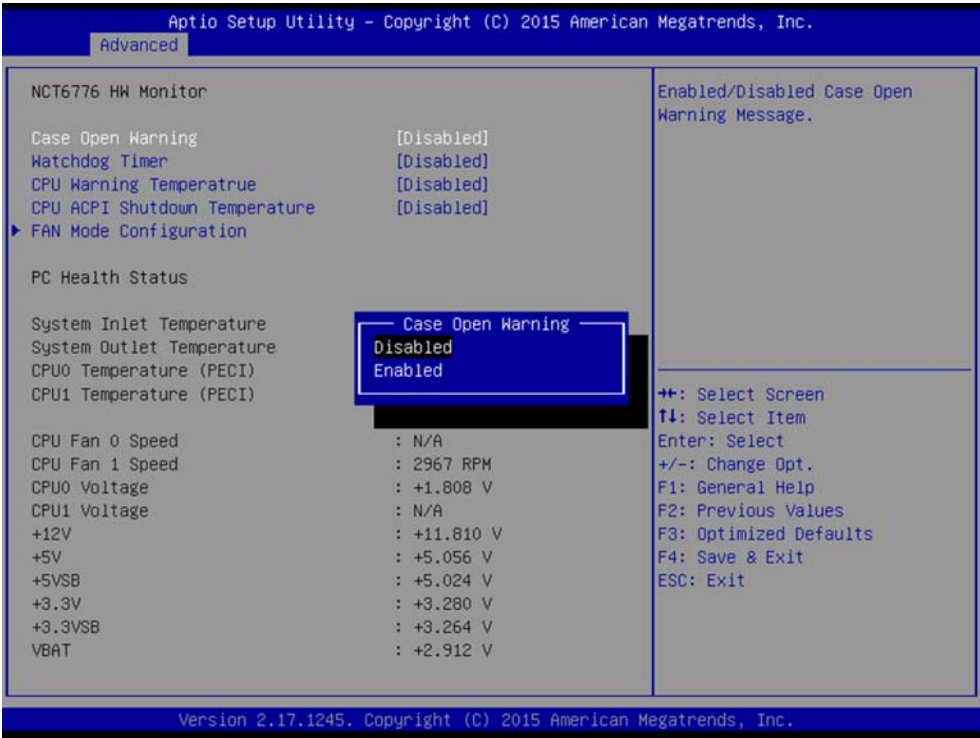 Aptio Setup Utility – Copyright (C) 2015 American Megatrends, Inc.
Advanced
NCT6776 HW Monitor
Case Open Warning [Disabled]
Watchdog Timer [Disabled]
CPU Warning Temperatrue [Disabled]
CPU ACPI Shutdown Temperature [Disabled]
FAN Mode Configuration
PC Health Status
System Inlet Temperature
System Outlet Temperature
CPU0 Temperature (PECI)
CPU1 Temperature (PECI)
CPU Fan 0 Speed : N/A
CPU Fan 1 Speed : 2967 RPM
CPU0 Voltage : +1.808 V
CPU1 Voltage : N/A
+12V : +11.810 V
+5V : +5.056 V
+5VSB : +5.024 V
+3.3V : +3.280 V
+3.3VSB : +3.264 V
VBAT : +2.912 V
Case Open Warning
Disabled
Enabled
Enabled/Disabled Case Open
Warning Message.
→←: Select Screen
↑↓: Select Item
Enter: Select
+/-: Change Opt.
F1: General Help
F2: Previous Values
F3: Optimized Defaults
F4: Save & Exit
ESC: Exit
Version 2.17.1245. Copyright (C) 2015 American Megatrends, Inc.